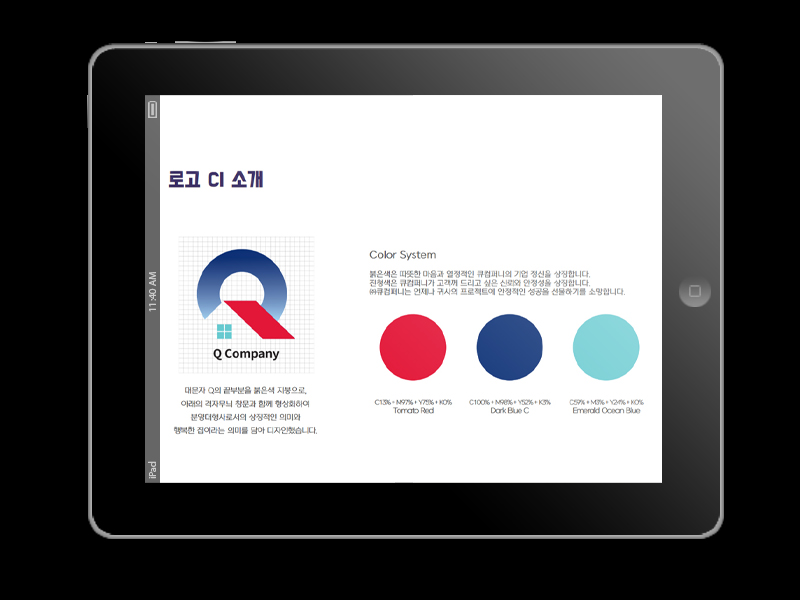 11:40 AM
iPad
로고 CI 소개
Q Company
대문자 Q의 끝부분을 붉은색 지붕으로,
아래의 격자무늬 창문과 함께 형상화하여
분양대행사로서의 상징적인 의미와
행복한 집이라는 의미를 담아 디자인했습니다.
Color System
붉은색은 따뜻한 마음과 열정적인 큐컴퍼니의 기업 정신을 상징합니다.
진청색은 큐컴퍼니가 고객께 드리고 싶은 신뢰와 안정성을 상징합니다.
㈜큐컴퍼니는 언제나 귀사의 프로젝트에 안정적인 성공을 선물하기를 소망합니다.
C13% + M97% + Y75% + K0%
Tomato Red
C100% + M98% + Y52% + K3%
Dark Blue C
C59% + M3% + Y24% + K0%
Emerald Ocean Blue